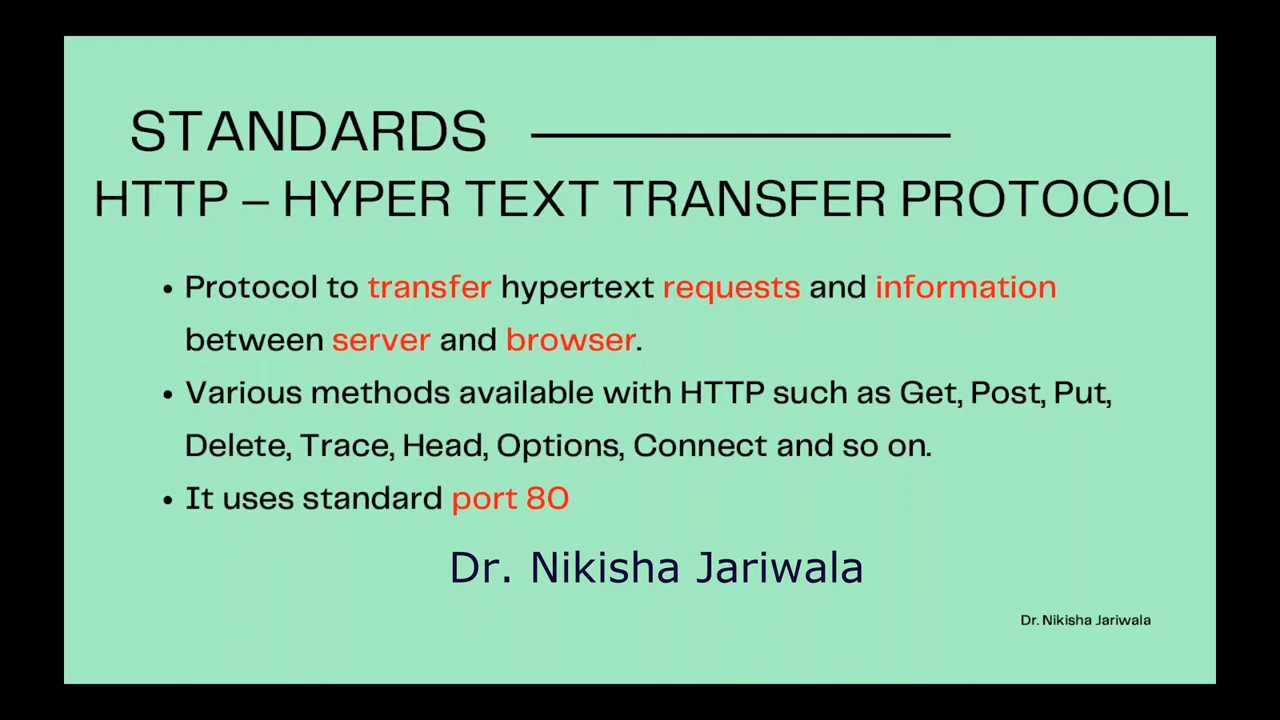 STANDARDS
HTTP – HYPER TEXT TRANSFER PROTOCOL
• Protocol to transfer hypertext requests and information
between server and browser.
• Various methods available with HTTP such as Get, Post, Put,
Delete, Trace, Head, Options, Connect and so on.
• It uses standard port 80
Dr. Nikisha Jariwala
Dr. Nikisha Jariwala